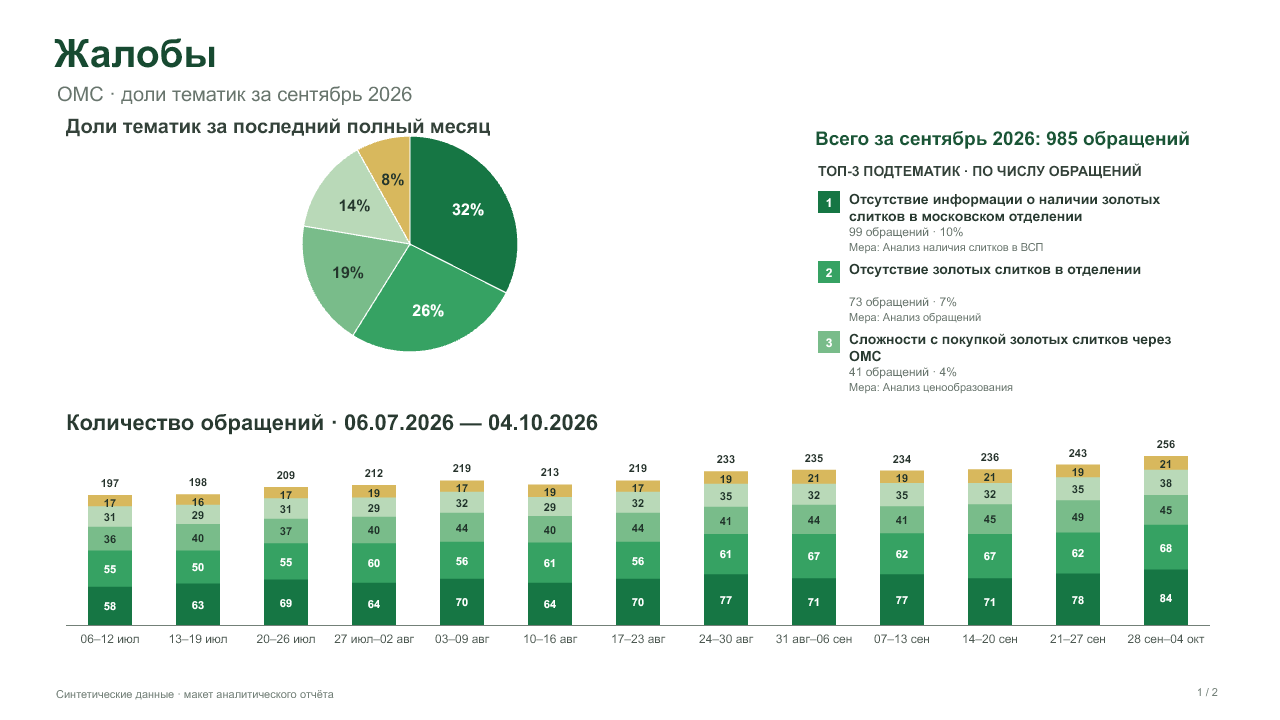 Жалобы
ОМС · доли тематик за сентябрь 2026
Доли тематик за последний полный месяц
8%
14%
32%
19%
26%
Всего за сентябрь 2026: 985 обращений
ТОП-3 ПОДТЕМАТИК · ПО ЧИСЛУ ОБРАЩЕНИЙ
1
Отсутствие информации о наличии золотых
слитков в московском отделении
99 обращений · 10%
Мера: Анализ наличия слитков в ВСП
2
Отсутствие золотых слитков в отделении
73 обращений · 7%
Мера: Анализ обращений
3
Сложности с покупкой золотых слитков через
ОМС
41 обращений · 4%
Мера: Анализ ценообразования
Количество обращений · 06.07.2026 — 04.10.2026
197 198 209 212 219 213 219 233 235 234 236 243 256
17 16 17 19 17 19 17 19 21 19 21 19 21
31 29 31 29 32 29 32 35 32 35 32 35 38
36 40 37 40 44 40 44 41 44 41 45 49 45
55 50 55 60 56 61 56 61 67 62 67 62 68
58 63 69 64 70 64 70 77 71 77 71 78 84
06–12 июл 13–19 июл 20–26 июл 27 июл–02 авг 03–09 авг 10–16 авг 17–23 авг 24–30 авг 31 авг–06 сен 07–13 сен 14–20 сен 21–27 сен 28 сен–04 окт
Синтетические данные · макет аналитического отчёта
1 / 2